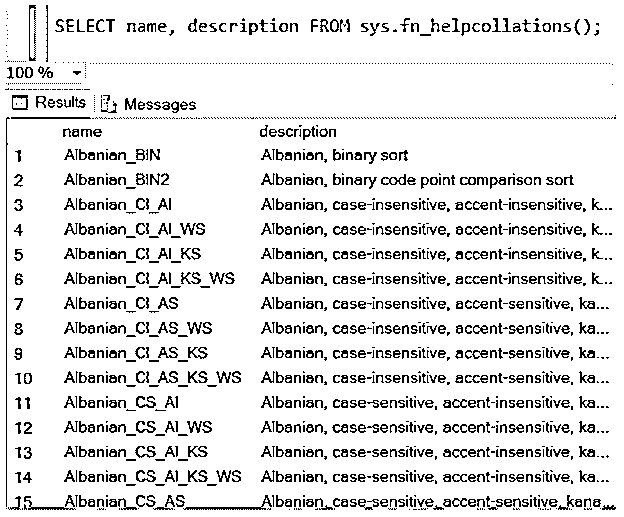 SELECT name, description FROM sys.fn_helpcollations();
100 %
Results Messages
name description
1 Albanian_BIN Albanian, binary sort
2 Albanian_BIN2 Albanian, binary code point comparison sort
3 Albanian_CI_AI Albanian, case-insensitive, accent-insensitive, k...
4 Albanian_CI_AI_WS Albanian, case-insensitive, accent-insensitive, k...
5 Albanian_CI_AI_KS Albanian, case-insensitive, accent-insensitive, k...
6 Albanian_CI_AI_KS_WS Albanian, case-insensitive, accent-insensitive, k...
7 Albanian_CI_AS Albanian, case-insensitive, accent-sensitive, ka...
8 Albanian_CI_AS_WS Albanian, case-insensitive, accent-sensitive, ka...
9 Albanian_CI_AS_KS Albanian, case-insensitive, accent-sensitive, ka...
10 Albanian_CI_AS_KS_WS Albanian, case-insensitive, accent-sensitive, ka...
11 Albanian_CS_AI Albanian, case-sensitive, accent-insensitive, ka...
12 Albanian_CS_AI_WS Albanian, case-sensitive, accent-insensitive, ka...
13 Albanian_CS_AI_KS Albanian, case-sensitive, accent-insensitive, ka...
14 Albanian_CS_AI_KS_WS Albanian, case-sensitive, accent-insensitive, ka...
15 Albanian_CS_AS Albanian, case-sensitive, accent-sensitive, kana...